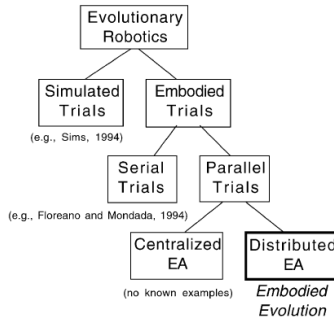 Evolutionary
Robotics
Simulated
Trials
Embodied
Trials
(e.g., Sims, 1994)
Serial
Trials
Parallel
Trials
(e.g., Floreano and Mondada, 1994)
Centralized
EA
Distributed
EA
(no known examples)
Embodied
Evolution